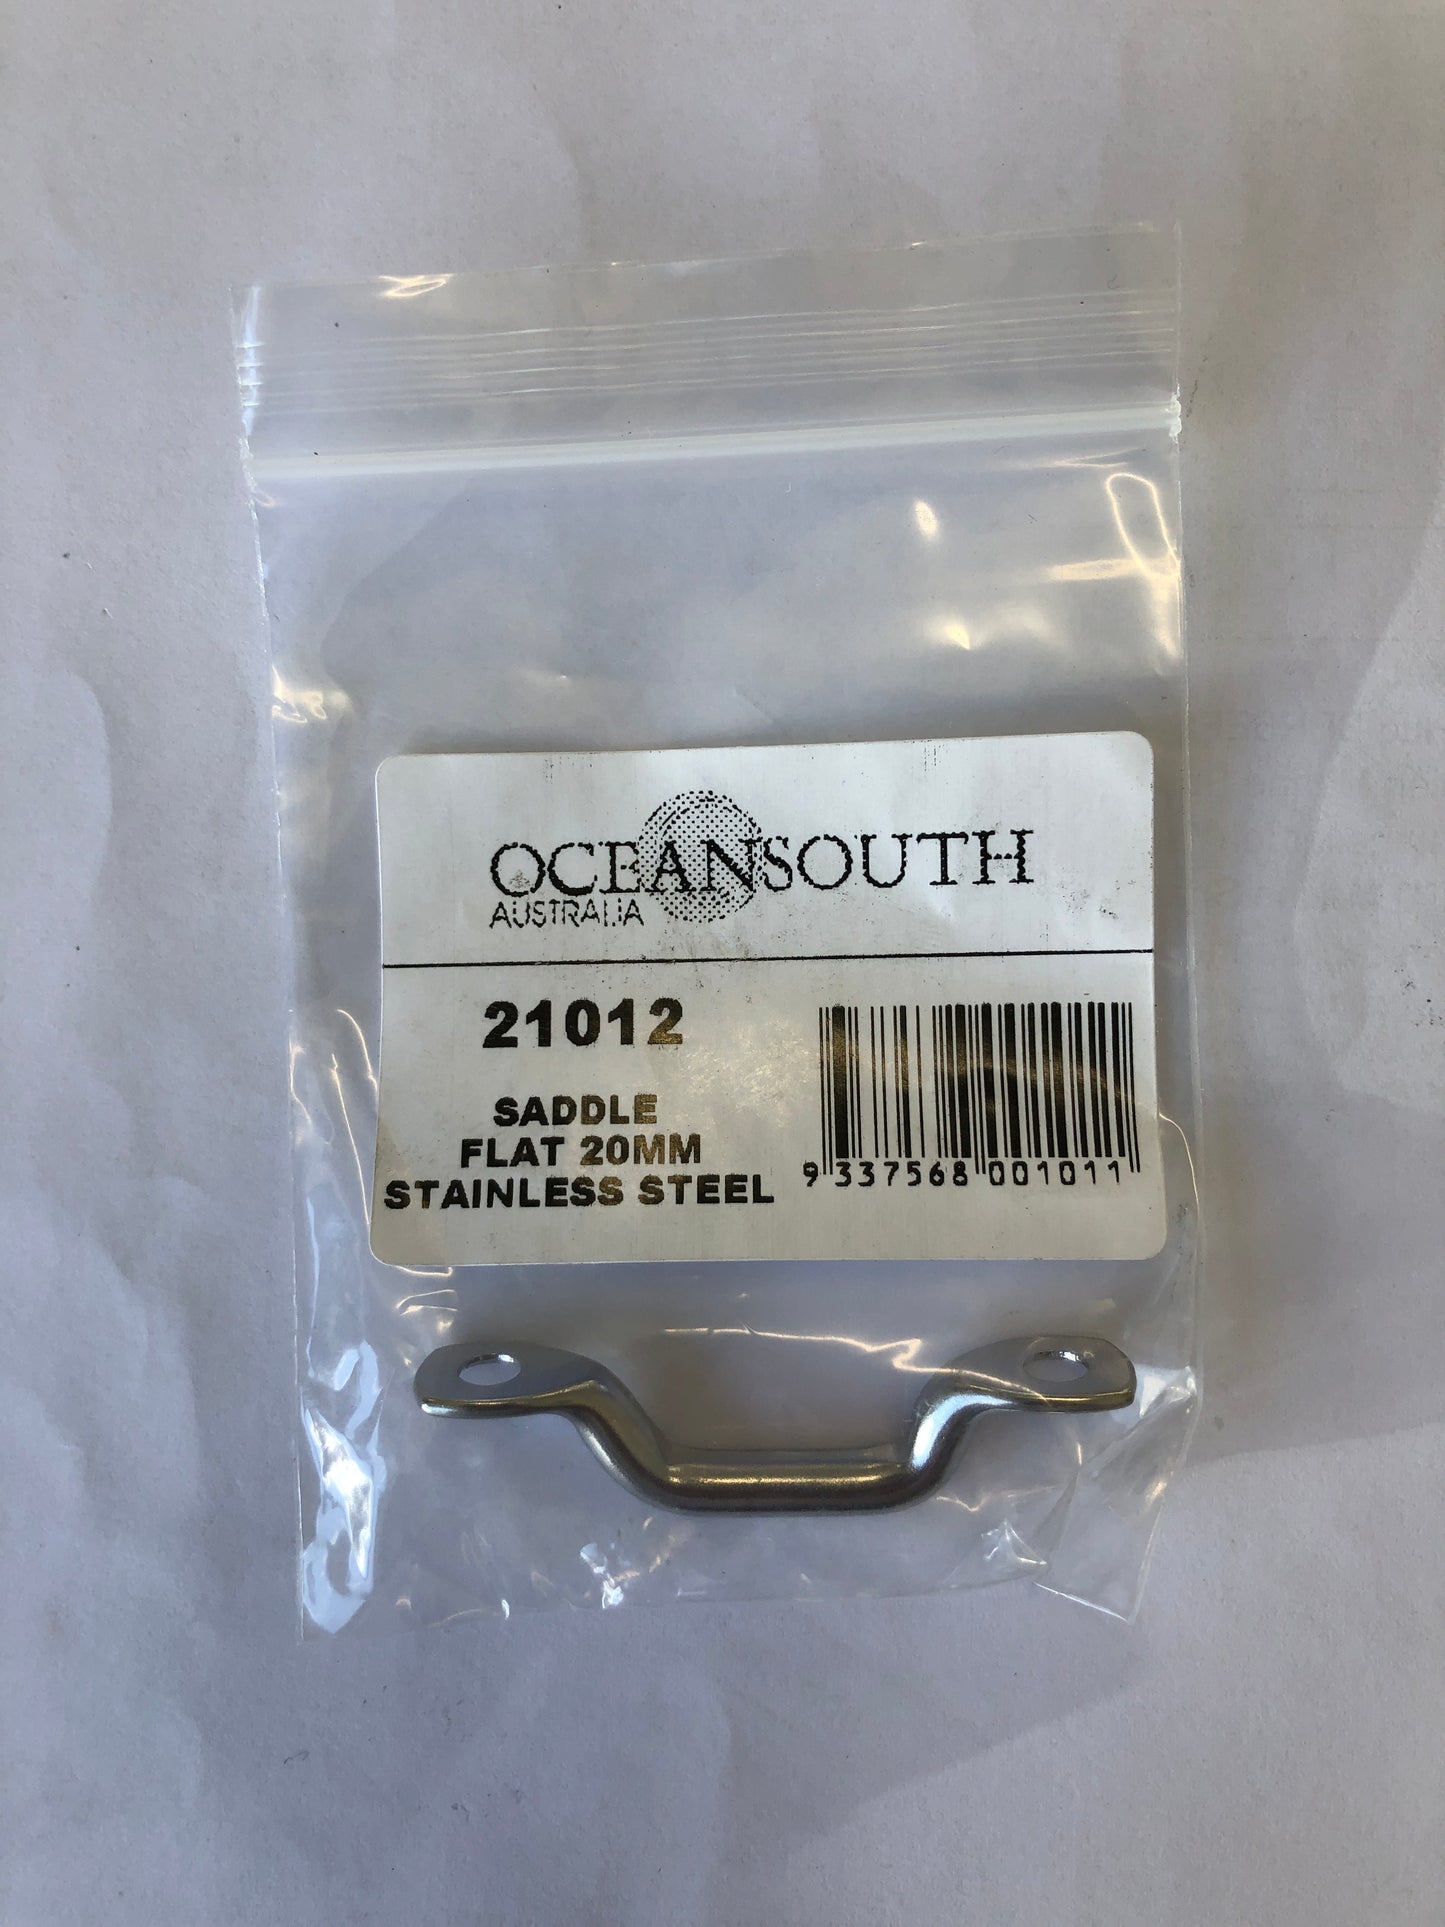 OCEANSOUTH
AUSTRALIA
21012
SADDLE
FLAT 20MM
STAINLESS STEEL
9 337568 001011